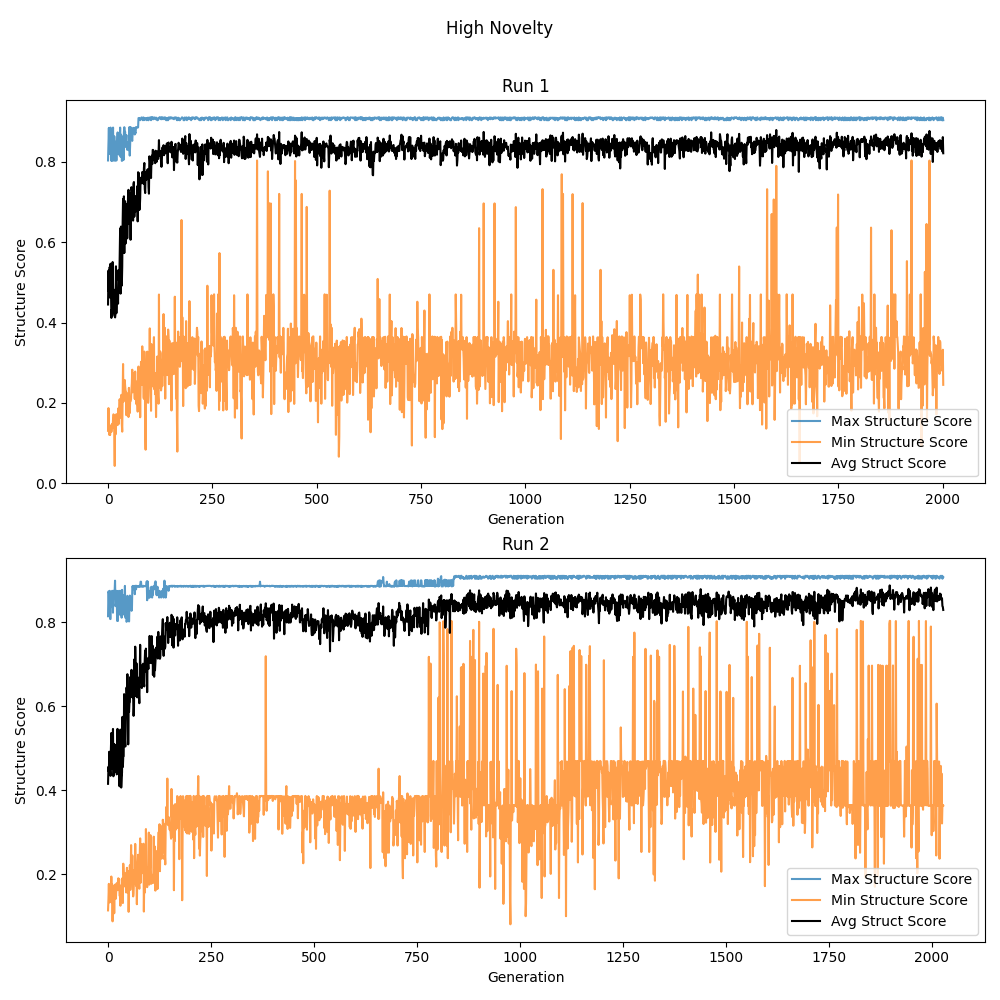 High Novelty
Run 1
0.8
0.6
0.4
0.2
0.0
Structure Score
Max Structure Score
Min Structure Score
Avg Struct Score
0 250 500 750 1000 1250 1500 1750 2000
Generation
Run 2
0.8
0.6
0.4
0.2
Structure Score
Max Structure Score
Min Structure Score
Avg Struct Score
0 250 500 750 1000 1250 1500 1750 2000
Generation